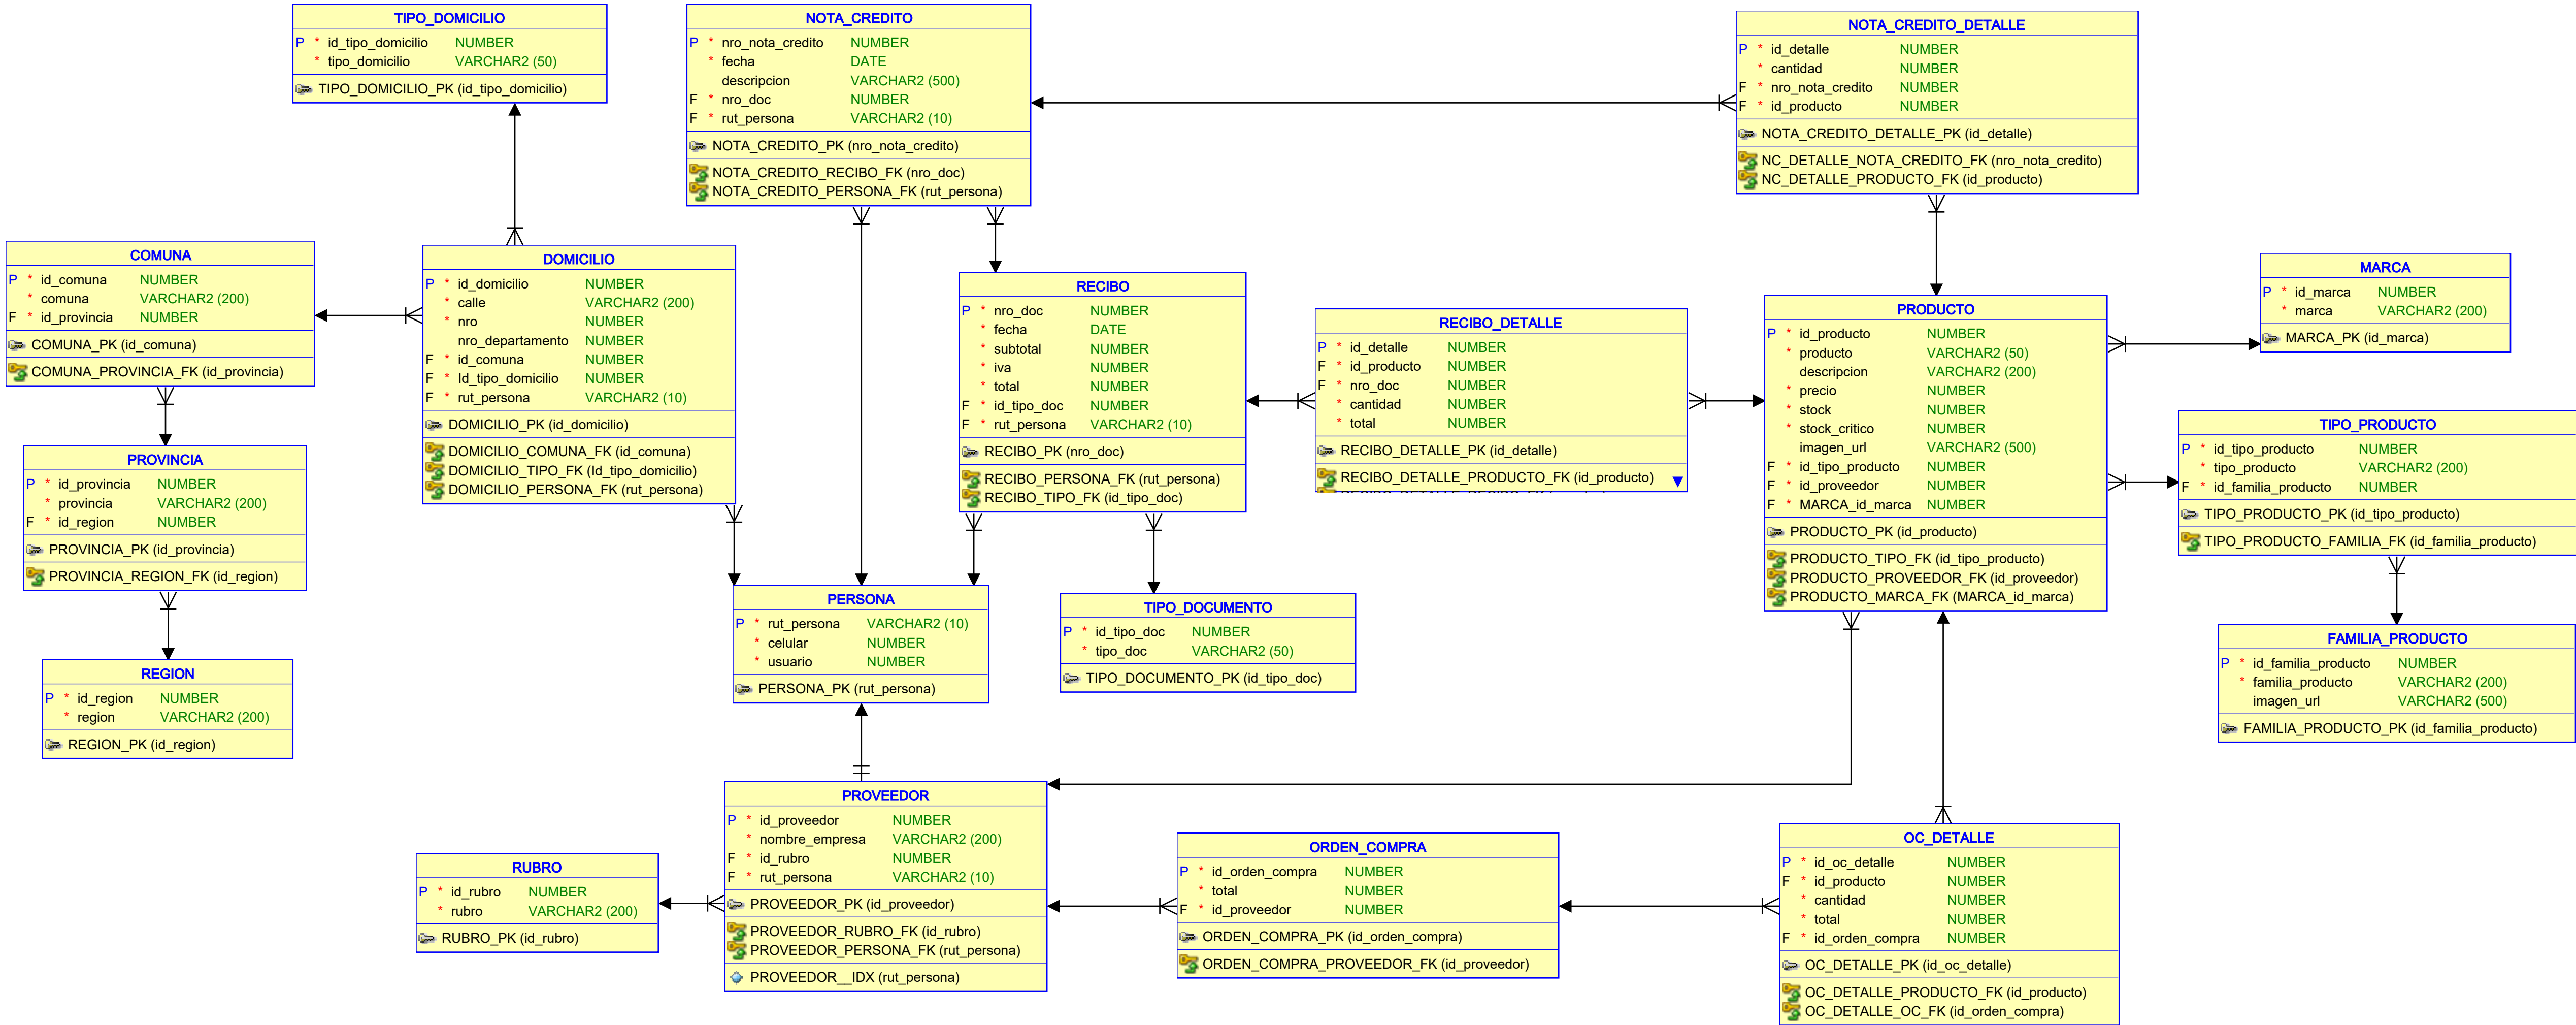 TIPO_DOMICILIO
P * id_tipo_domicilio NUMBER
* tipo_domicilio VARCHAR2 (50)
TIPO_DOMICILIO_PK (id_tipo_domicilio)
NOTA_CREDITO
P * nro_nota_credito NUMBER
* fecha DATE
descripcion VARCHAR2 (500)
F * nro_doc NUMBER
F * rut_persona VARCHAR2 (10)
NOTA_CREDITO_PK (nro_nota_credito)
NOTA_CREDITO_RECIBO_FK (nro_doc)
NOTA_CREDITO_PERSONA_FK (rut_persona)
NOTA_CREDITO_DETALLE
P * id_detalle NUMBER
* cantidad NUMBER
F * nro_nota_credito NUMBER
F * id_producto NUMBER
NOTA_CREDITO_DETALLE_PK (id_detalle)
NC_DETALLE_NOTA_CREDITO_FK (nro_nota_credito)
NC_DETALLE_PRODUCTO_FK (id_producto)
COMUNA
P * id_comuna NUMBER
* comuna VARCHAR2 (200)
F * id_provincia NUMBER
COMUNA_PK (id_comuna)
COMUNA_PROVINCIA_FK (id_provincia)
DOMICILIO
P * id_domicilio NUMBER
* calle VARCHAR2 (200)
* nro NUMBER
nro_departamento NUMBER
F * id_comuna NUMBER
F * Id_tipo_domicilio NUMBER
F * rut_persona VARCHAR2 (10)
DOMICILIO_PK (id_domicilio)
DOMICILIO_COMUNA_FK (id_comuna)
DOMICILIO_TIPO_FK (Id_tipo_domicilio)
DOMICILIO_PERSONA_FK (rut_persona)
RECIBO
P * nro_doc NUMBER
* fecha DATE
* subtotal NUMBER
* iva NUMBER
* total NUMBER
F * id_tipo_doc NUMBER
F * rut_persona VARCHAR2 (10)
RECIBO_PK (nro_doc)
RECIBO_PERSONA_FK (rut_persona)
RECIBO_TIPO_FK (id_tipo_doc)
RECIBO_DETALLE
P * id_detalle NUMBER
F * id_producto NUMBER
F * nro_doc NUMBER
* cantidad NUMBER
* total NUMBER
RECIBO_DETALLE_PK (id_detalle)
RECIBO_DETALLE_PRODUCTO_FK (id_producto)
PRODUCTO
P * id_producto NUMBER
* producto VARCHAR2 (50)
descripcion VARCHAR2 (200)
* precio NUMBER
* stock NUMBER
* stock_critico NUMBER
imagen_url VARCHAR2 (500)
F * id_tipo_producto NUMBER
F * id_proveedor NUMBER
F * MARCA_id_marca NUMBER
PRODUCTO_PK (id_producto)
PRODUCTO_TIPO_FK (id_tipo_producto)
PRODUCTO_PROVEEDOR_FK (id_proveedor)
PRODUCTO_MARCA_FK (MARCA_id_marca)
MARCA
P * id_marca NUMBER
* marca VARCHAR2 (200)
MARCA_PK (id_marca)
TIPO_PRODUCTO
P * id_tipo_producto NUMBER
* tipo_producto VARCHAR2 (200)
F * id_familia_producto NUMBER
TIPO_PRODUCTO_PK (id_tipo_producto)
TIPO_PRODUCTO_FAMILIA_FK (id_familia_producto)
PROVINCIA
P * id_provincia NUMBER
* provincia VARCHAR2 (200)
F * id_region NUMBER
PROVINCIA_PK (id_provincia)
PROVINCIA_REGION_FK (id_region)
REGION
P * id_region NUMBER
* region VARCHAR2 (200)
REGION_PK (id_region)
PERSONA
P * rut_persona VARCHAR2 (10)
* celular NUMBER
* usuario NUMBER
PERSONA_PK (rut_persona)
TIPO_DOCUMENTO
P * id_tipo_doc NUMBER
* tipo_doc VARCHAR2 (50)
TIPO_DOCUMENTO_PK (id_tipo_doc)
FAMILIA_PRODUCTO
P * id_familia_producto NUMBER
* familia_producto VARCHAR2 (200)
imagen_url VARCHAR2 (500)
FAMILIA_PRODUCTO_PK (id_familia_producto)
RUBRO
P * id_rubro NUMBER
* rubro VARCHAR2 (200)
RUBRO_PK (id_rubro)
PROVEEDOR
P * id_proveedor NUMBER
* nombre_empresa VARCHAR2 (200)
F * id_rubro NUMBER
F * rut_persona VARCHAR2 (10)
PROVEEDOR_PK (id_proveedor)
PROVEEDOR_RUBRO_FK (id_rubro)
PROVEEDOR_PERSONA_FK (rut_persona)
PROVEEDOR__IDX (rut_persona)
ORDEN_COMPRA
P * id_orden_compra NUMBER
* total NUMBER
F * id_proveedor NUMBER
ORDEN_COMPRA_PK (id_orden_compra)
ORDEN_COMPRA_PROVEEDOR_FK (id_proveedor)
OC_DETALLE
P * id_oc_detalle NUMBER
F * id_producto NUMBER
* cantidad NUMBER
* total NUMBER
F * id_orden_compra NUMBER
OC_DETALLE_PK (id_oc_detalle)
OC_DETALLE_PRODUCTO_FK (id_producto)
OC_DETALLE_OC_FK (id_orden_compra)